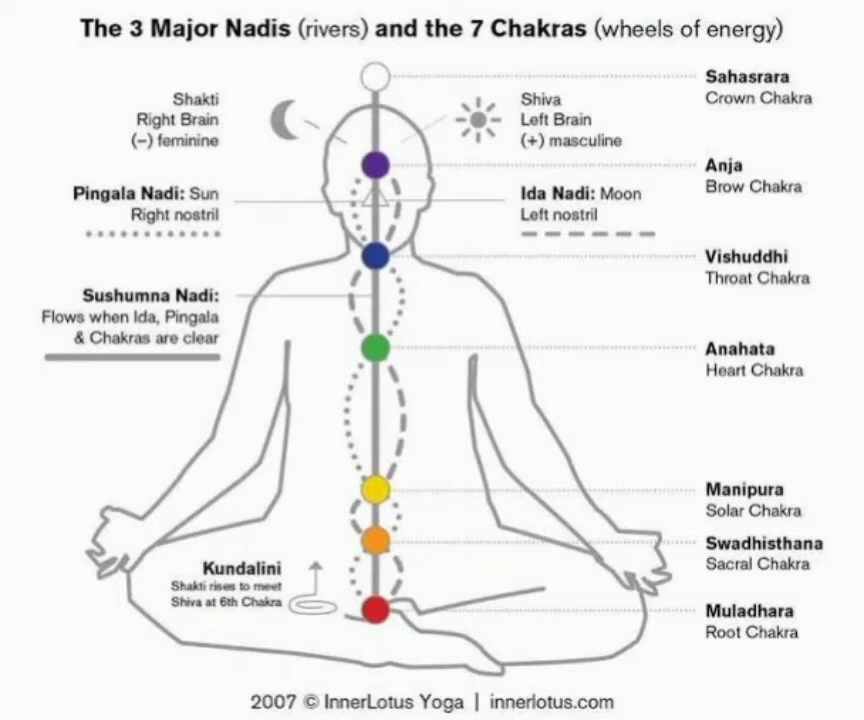 The 3 Major Nadis (rivers) and the 7 Chakras (wheels of energy)
Shakti
Right Brain
(–) feminine
Shiva
Left Brain
(+) masculine
Pingala Nadi: Sun
Right nostril
Ida Nadi: Moon
Left nostril
Sushumna Nadi:
Flows when Ida, Pingala
& Chakras are clear
Kundalini
Shakti rises to meet
Shiva at 6th Chakra
Sahasrara
Crown Chakra
Anja
Brow Chakra
Vishuddhi
Throat Chakra
Anahata
Heart Chakra
Manipura
Solar Chakra
Swadhisthana
Sacral Chakra
Muladhara
Root Chakra
2007 © InnerLotus Yoga | innerlotus.com